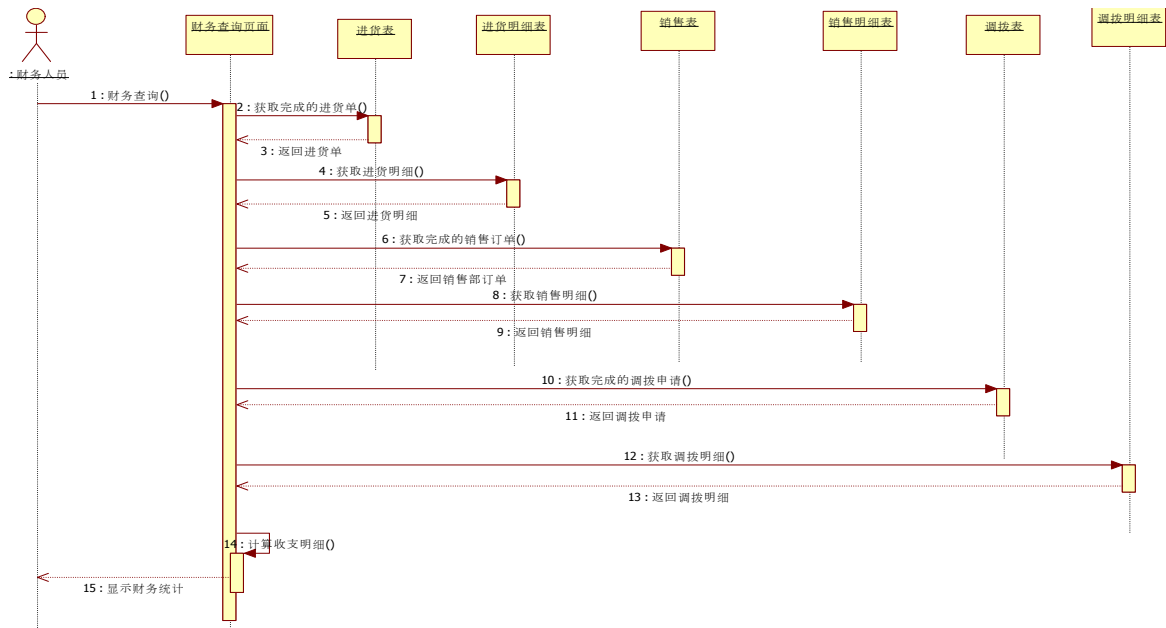 财务查询页面
进货表
进货明细表
销售表
销售明细表
调拨表
调拨明细表
:财务人员
1 : 财务查询()
2 : 获取完成的进货单()
3 : 返回进货单
4 : 获取进货明细()
5 : 返回进货明细
6 : 获取完成的销售订单()
7 : 返回销售部订单
8 : 获取销售明细()
9 : 返回销售明细
10 : 获取完成的调拨申请()
11 : 返回调拨申请
12 : 获取调拨明细()
13 : 返回调拨明细
14 : 计算收支明细()
15 : 显示财务统计